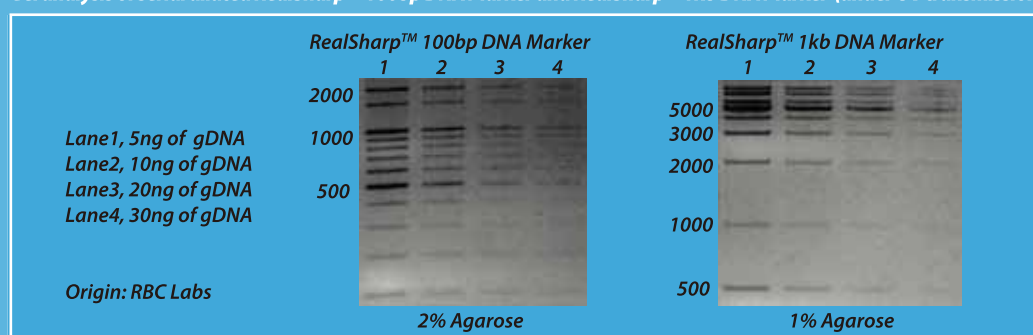 RealSharp™ 100bp DNA Marker
1 2 3 4
2000
1000
500
2% Agarose
RealSharp™ 1kb DNA Marker
1 2 3 4
5000
3000
2000
1000
500
1% Agarose
Lane1, 5ng of gDNA
Lane2, 10ng of gDNA
Lane3, 20ng of gDNA
Lane4, 30ng of gDNA
Origin: RBC Labs